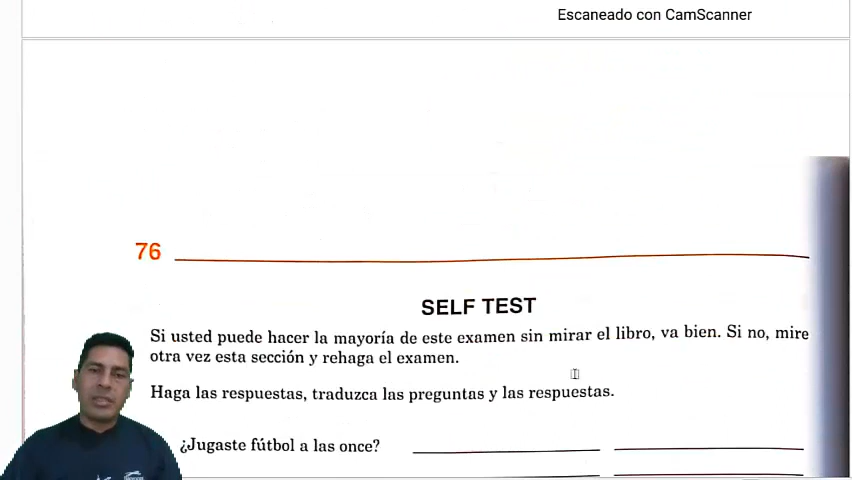 Escaneado con CamScanner
76
SELF TEST
Si usted puede hacer la mayoría de este examen sin mirar el libro, va bien. Si no, mire
otra vez esta sección y rehaga el examen.
Haga las respuestas, traduzca las preguntas y las respuestas.
¿Jugaste fútbol a las once?